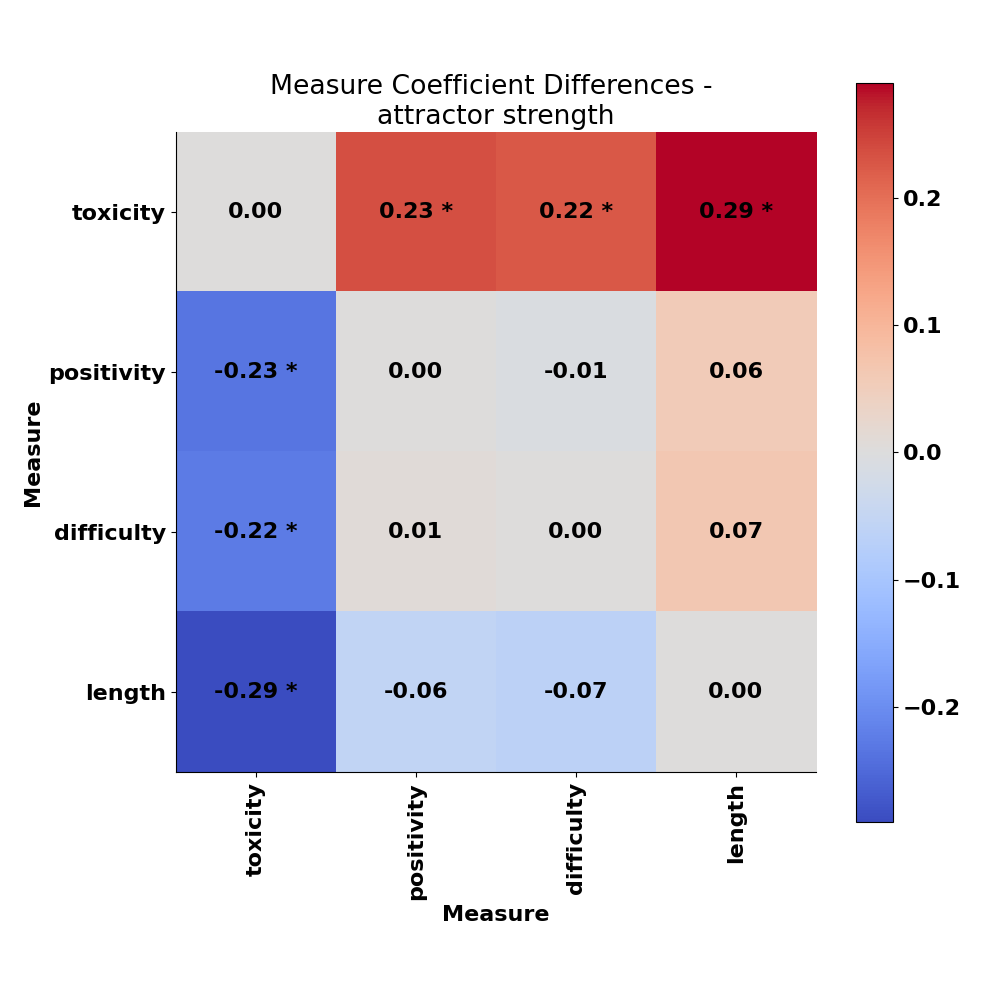 Measure Coefficient Differences -
attractor strength
toxicity 0.00 0.23 * 0.22 * 0.29 *
positivity -0.23 * 0.00 -0.01 0.06
difficulty -0.22 * 0.01 0.00 0.07
length -0.29 * -0.06 -0.07 0.00
Measure
toxicity positivity difficulty length
Measure
0.2
0.1
0.0
−0.1
−0.2